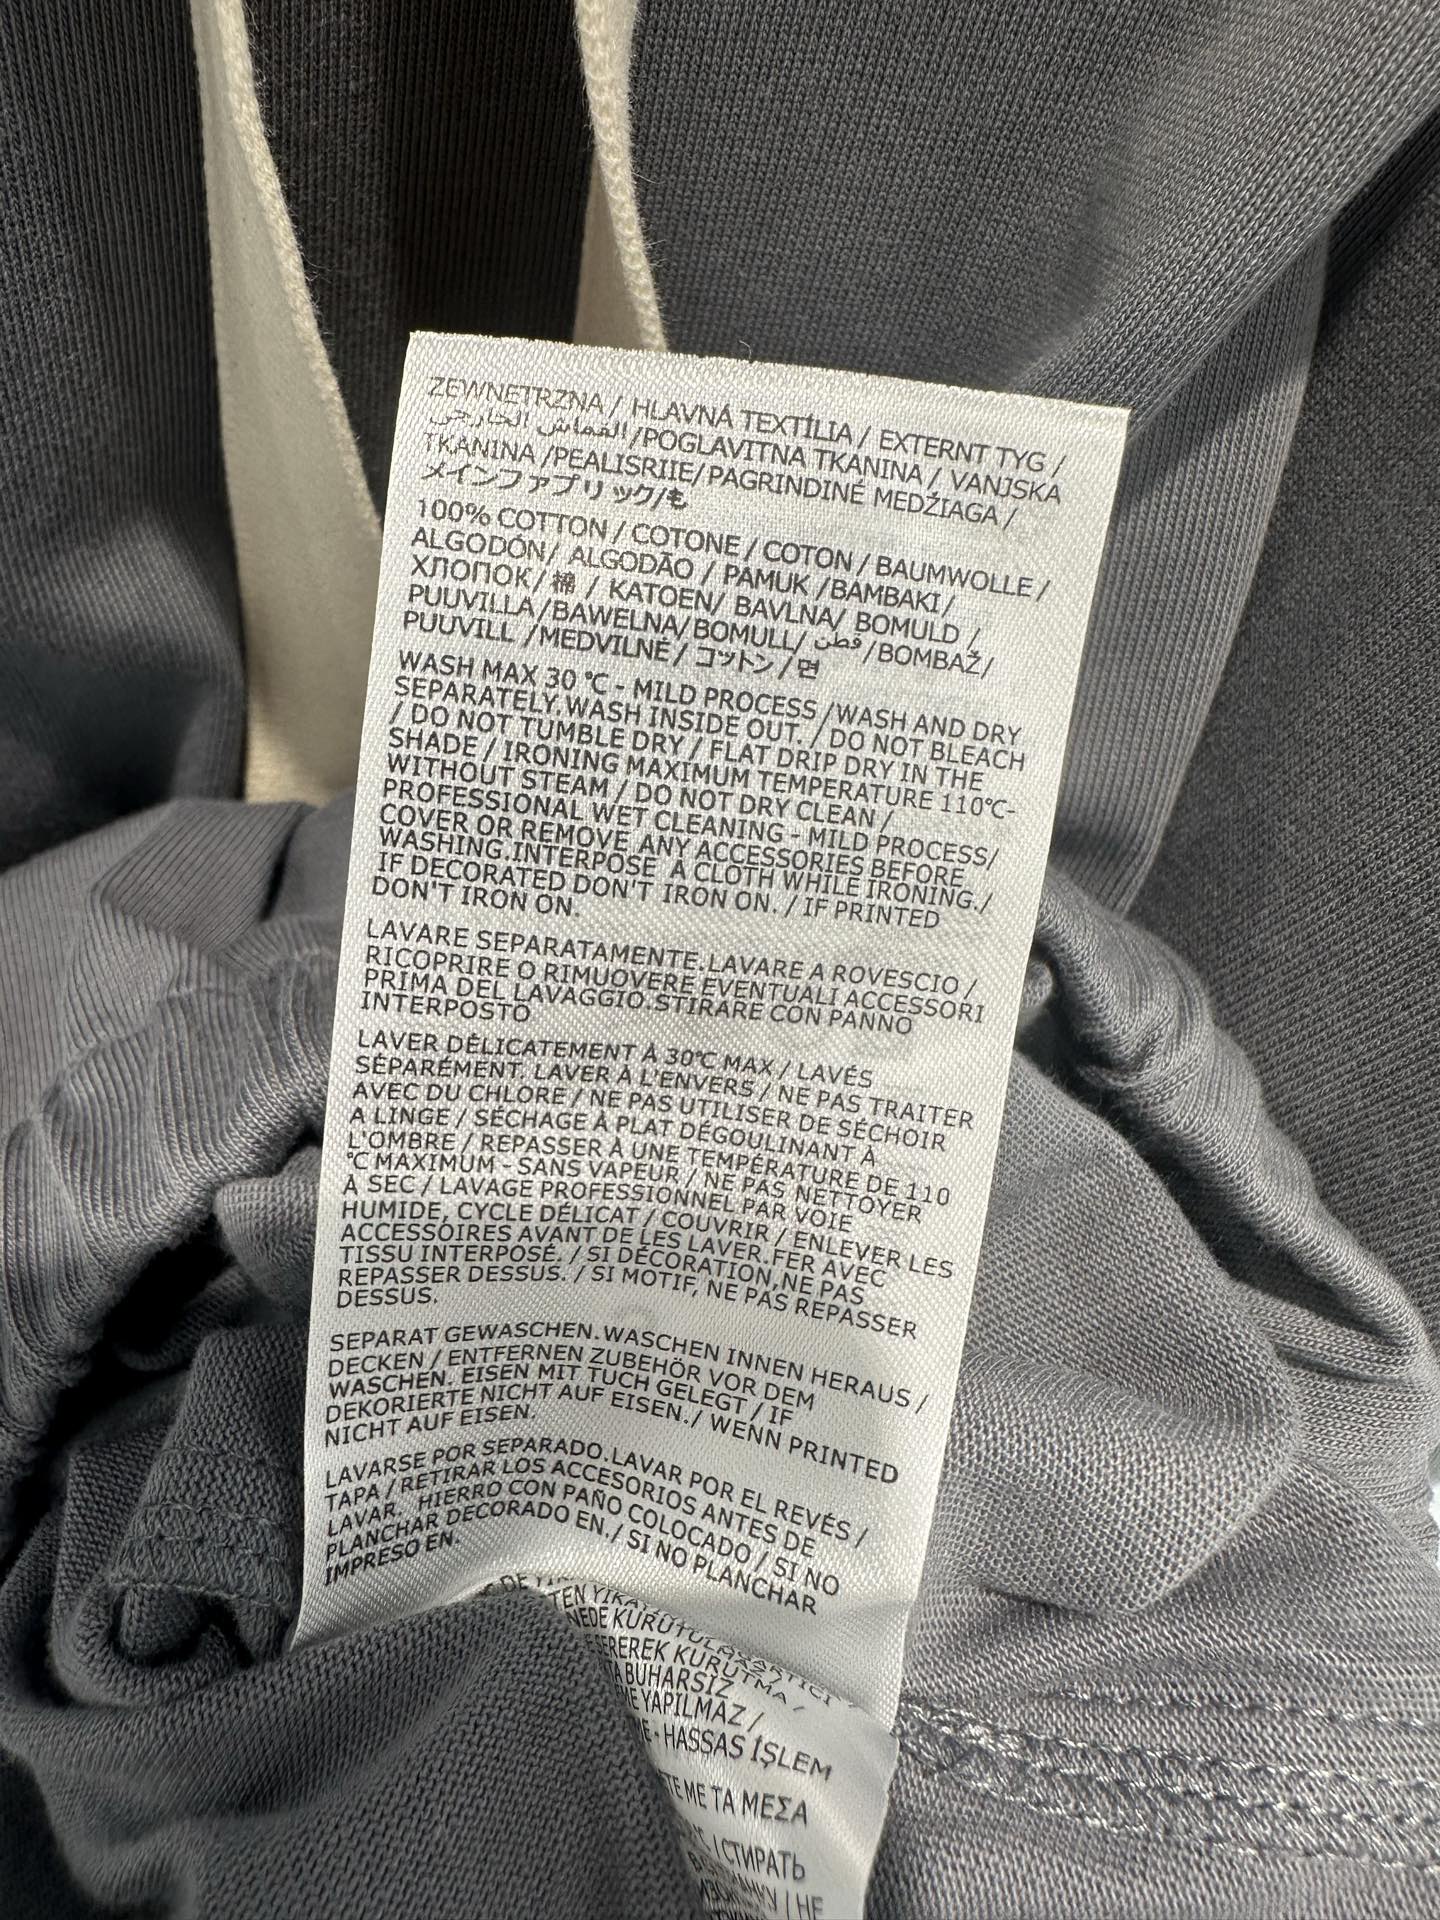 ZEWNETRZNA / HLAVNÁ TEXTÍLIA / EXTERNT TYG /
القماش الخارجي /POGLAVITNA TKANINA / VANJSKA
TKANINA /PEALISRIIE/ PAGRINDINÉ MEDŽIAGA /
メインファブリック/も
100% COTTON / COTONE / COTON / BAUMWOLLE /
ALGODÓN/ ALGODÃO / PAMUK /BAMBAKI /
ХЛОПОК/ 棉 / KATOEN/ BAVLNA/ BOMULD /
PUUVILLA /BAWELNA/ BOMULL/ قطن /BOMBAŽ/
PUUVILL /MEDVILNÉ / コットン /면
WASH MAX 30 °C - MILD PROCESS /WASH AND DRY
SEPARATELY.WASH INSIDE OUT. / DO NOT BLEACH
/ DO NOT TUMBLE DRY / FLAT DRIP DRY IN THE
SHADE / IRONING MAXIMUM TEMPERATURE 110°C-
WITHOUT STEAM / DO NOT DRY CLEAN /
PROFESSIONAL WET CLEANING - MILD PROCESS/
COVER OR REMOVE ANY ACCESSORIES BEFORE
WASHING.INTERPOSE A CLOTH WHILE IRONING./
IF DECORATED DON'T IRON ON. / IF PRINTED
DON'T IRON ON.
LAVARE SEPARATAMENTE.LAVARE A ROVESCIO /
RICOPRIRE O RIMUOVERE EVENTUALI ACCESSORI
PRIMA DEL LAVAGGIO.STIRARE CON PANNO
INTERPOSTO
LAVER DÉLICATEMENT À 30°C MAX / LAVÉS
SÉPARÉMENT. LAVER À L'ENVERS / NE PAS TRAITER
AVEC DU CHLORE / NE PAS UTILISER DE SÉCHOIR
A LINGE / SÉCHAGE À PLAT DÉGOULINANT À
L'OMBRE / REPASSER À UNE TEMPÉRATURE DE 110
°C MAXIMUM - SANS VAPEUR / NE PAS NETTOYER
À SEC / LAVAGE PROFESSIONNEL PAR VOIE
HUMIDE, CYCLE DÉLICAT / COUVRIR / ENLEVER LES
ACCESSOIRES AVANT DE LES LAVER.FER AVEC
TISSU INTERPOSÉ. / SI DÉCORATION,NE PAS
REPASSER DESSUS. / SI MOTIF, NE PAS REPASSER
DESSUS.
SEPARAT GEWASCHEN.WASCHEN INNEN HERAUS /
DECKEN / ENTFERNEN ZUBEHÖR VOR DEM
WASCHEN. EISEN MIT TUCH GELEGT / IF
DEKORIERTE NICHT AUF EISEN./ WENN PRINTED
NICHT AUF EISEN.
LAVARSE POR SEPARADO.LAVAR POR EL REVÉS /
TAPA / RETIRAR LOS ACCESORIOS ANTES DE
LAVAR. HIERRO CON PAÑO COLOCADO / SI NO
PLANCHAR DECORADO EN./ SI NO PLANCHAR
IMPRESO EN.
KURUTMA /
BUHARSIZ
YAPILMAZ /
- HASSAS İŞLEM
ME TA ΜΕΣΑ
/ СТИРАТЬ
/ НЕ